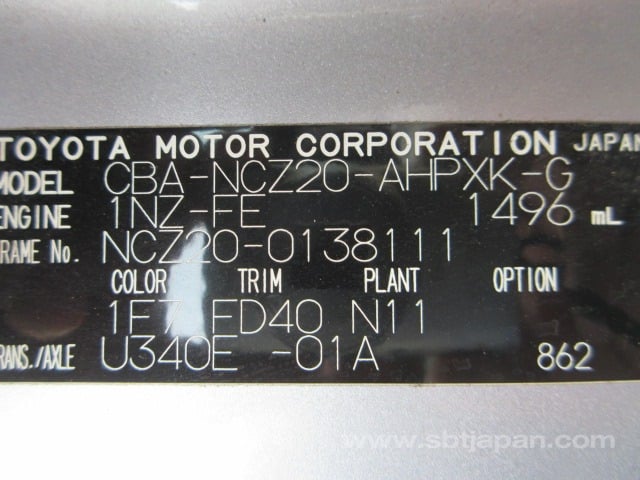 TOYOTA MOTOR CORPORATION JAPAN
MODEL CBA-NCZ20-AHPXK-G
ENGINE 1NZ-FE 1496 mL
FRAME No. NCZ20-0138111
COLOR TRIM PLANT OPTION
1F7 FD40 N11
TRANS./AXLE U340E -01A 862
www.sbtjapan.com